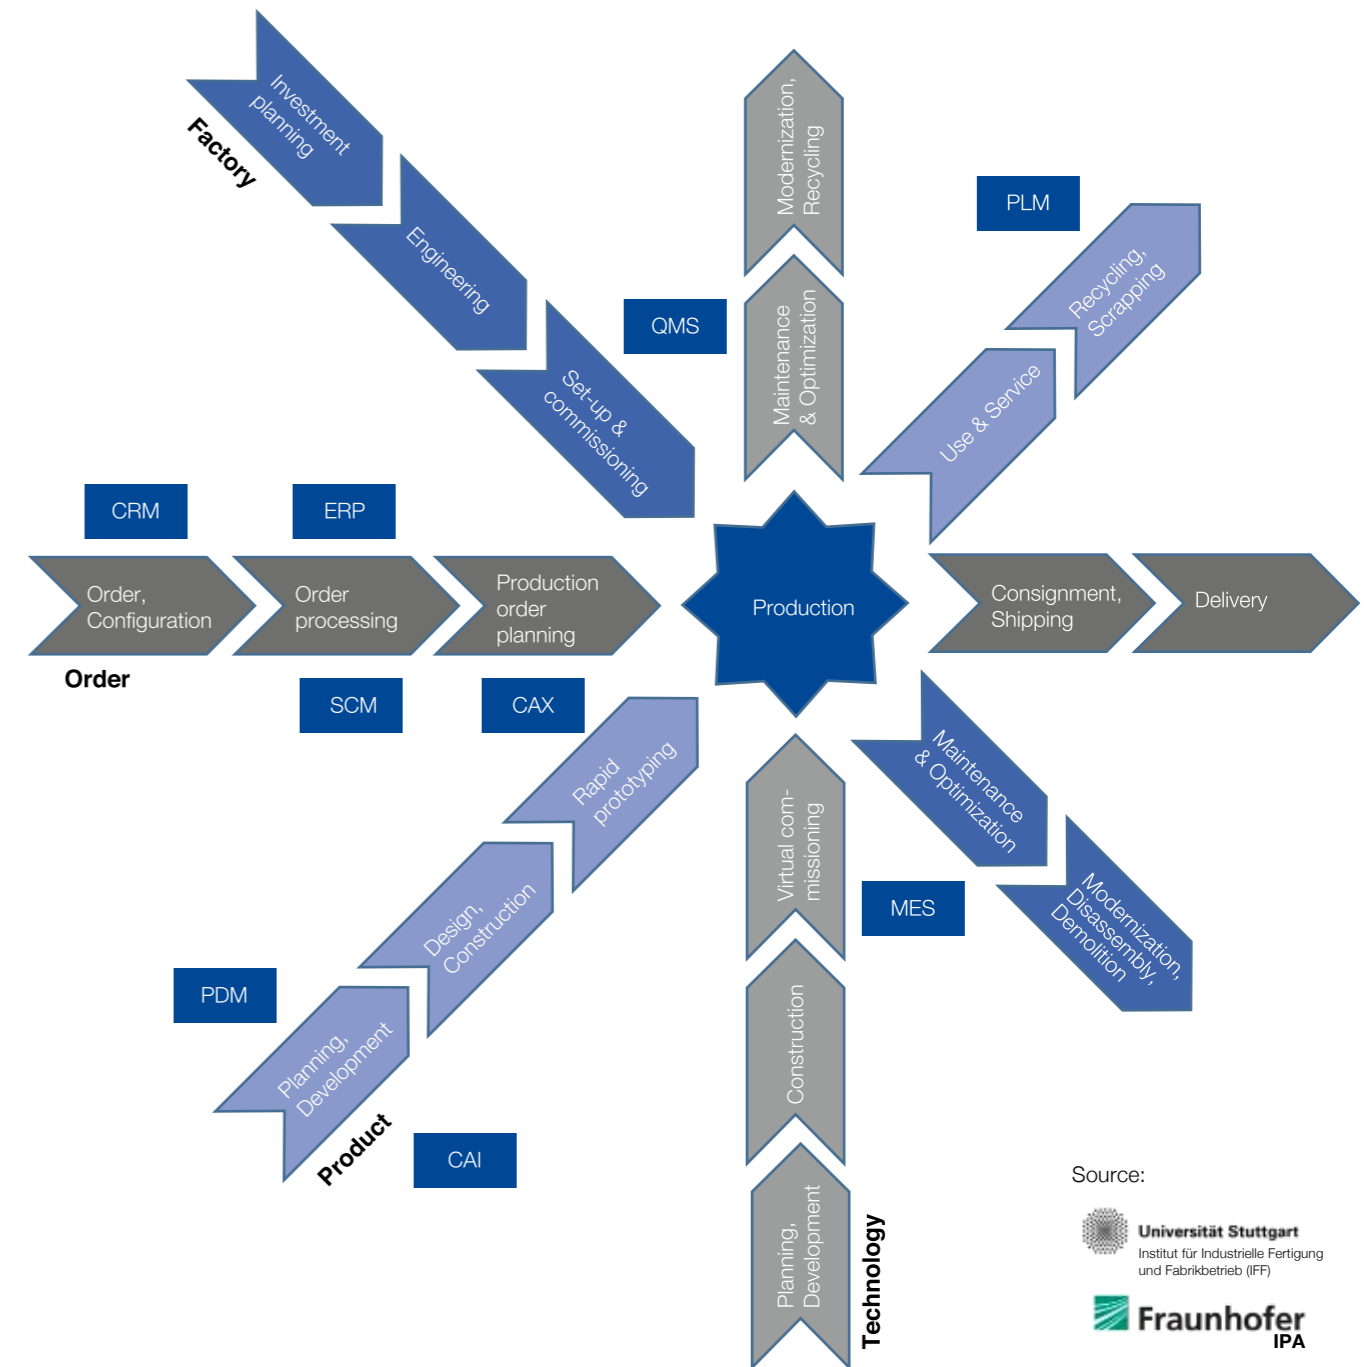 Investment
planning
Factory
Engineering
Set-up &
commissioning
Modernization,
Recycling
Maintenance
& Optimization
QMS
PLM
Recycling,
Scrapping
Use & Service
CRM
ERP
Order,
Configuration
Order
processing
Production
order
planning
Order
Production
Consignment,
Shipping
Delivery
SCM
CAX
Rapid
prototyping
Design,
Construction
PDM
Planning,
Development
Product
CAI
Virtual com-
missioning
Construction
Planning,
Development
Technology
MES
Maintenance
& Optimization
Modernization,
Disassembly,
Demolition
Source:
Universität Stuttgart
Institut für Industrielle Fertigung
und Fabrikbetrieb (IFF)
Fraunhofer
IPA